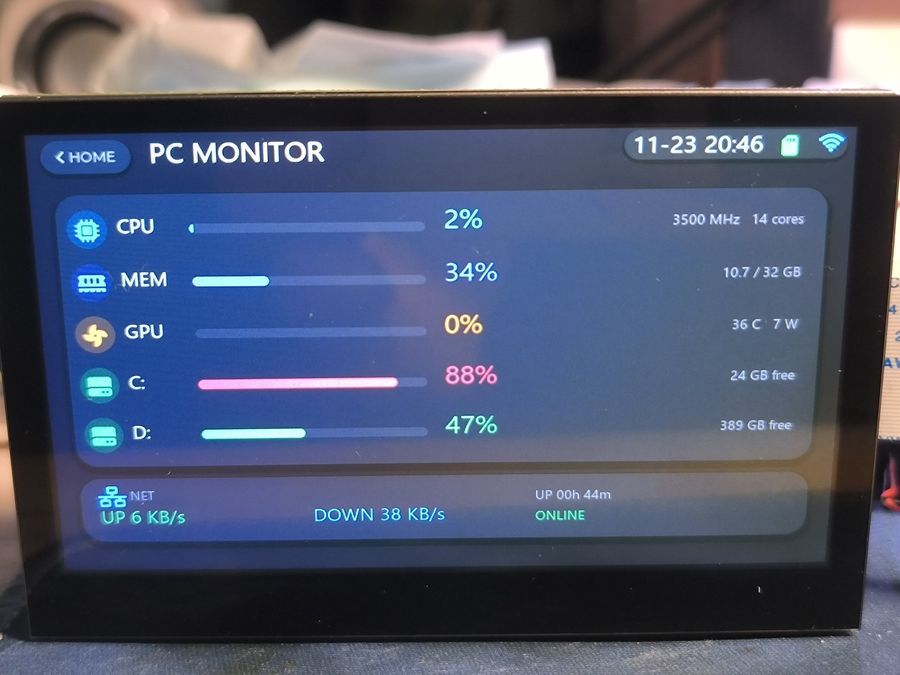 < HOME PC MONITOR 11-23 20:46
CPU 2% 3500 MHz 14 cores
MEM 34% 10.7 / 32 GB
GPU 0% 36 C 7 W
C: 88% 24 GB free
D: 47% 389 GB free
NET UP 00h 44m
UP 6 KB/s DOWN 38 KB/s ONLINE